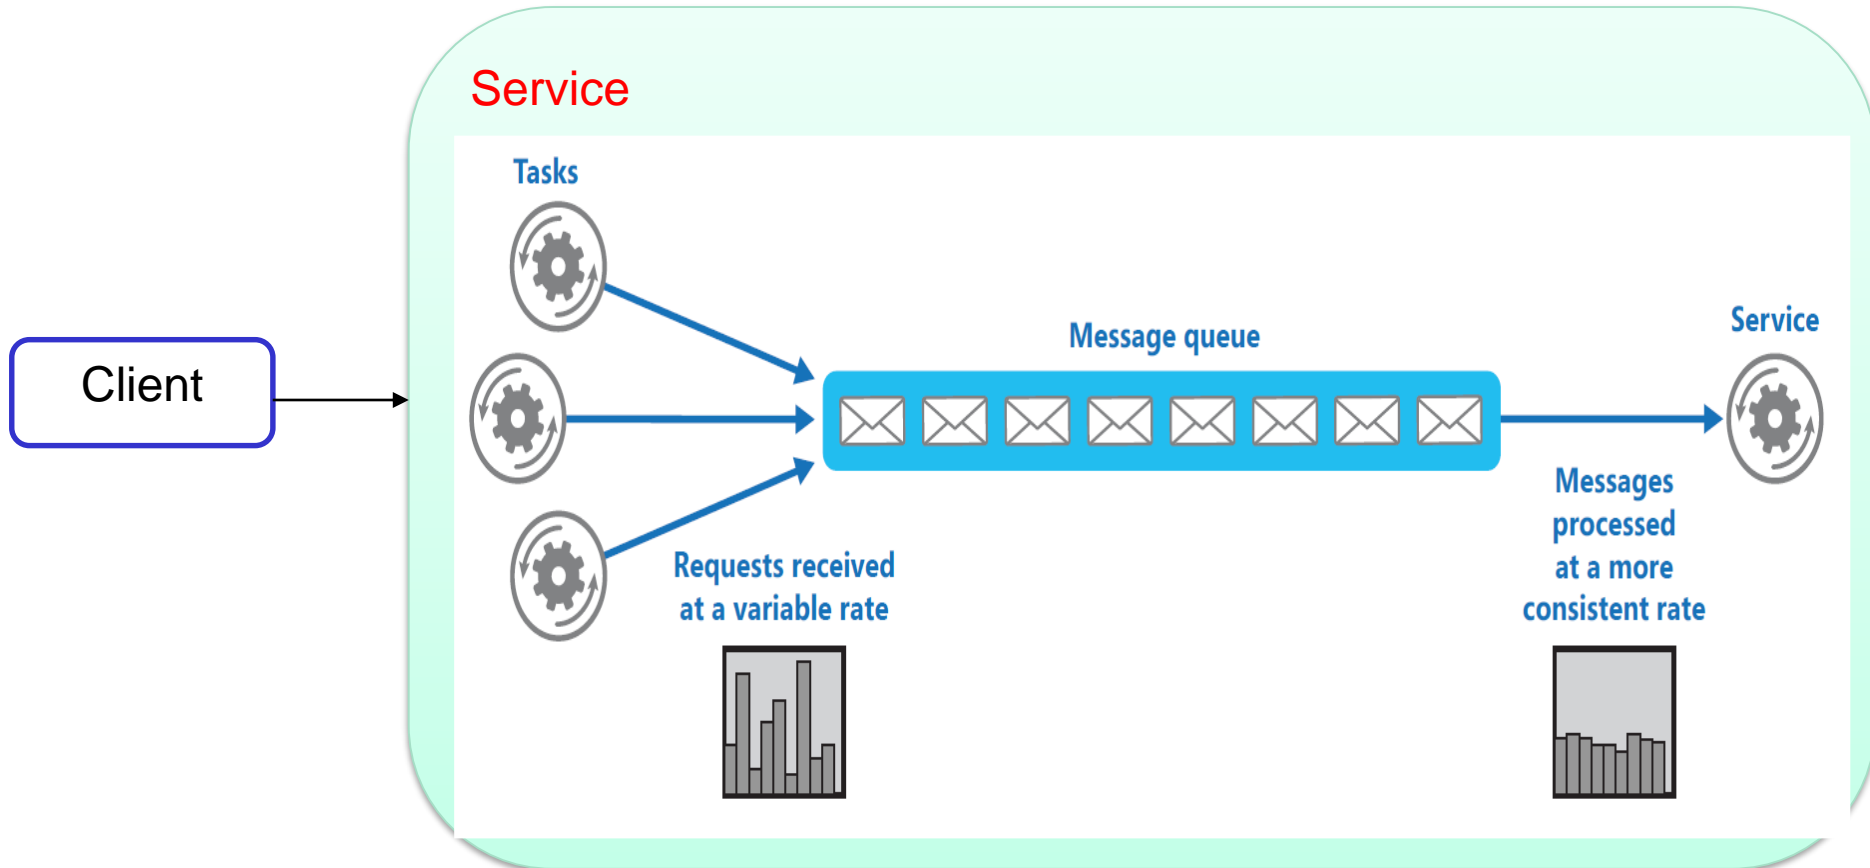 Service
Tasks
Client
Message queue
Service
Requests received
at a variable rate
Messages
processed
at a more
consistent rate